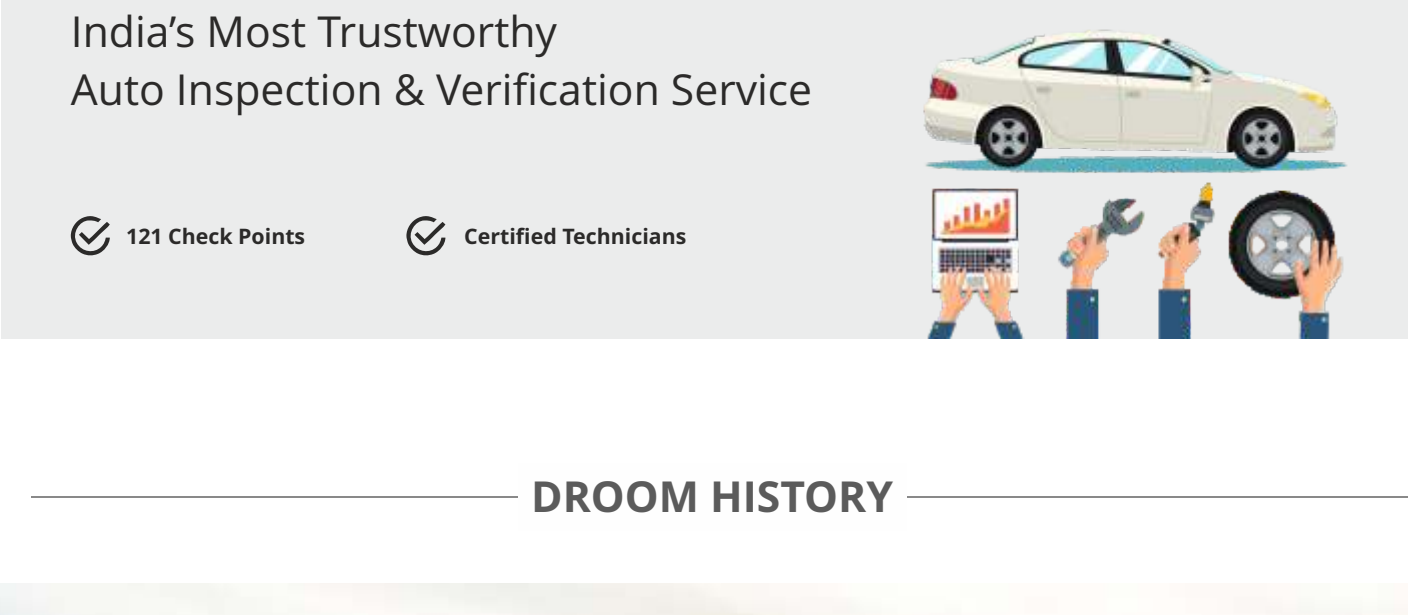 India’s Most Trustworthy
Auto Inspection & Verification Service
121 Check Points
Certified Technicians
DROOM HISTORY